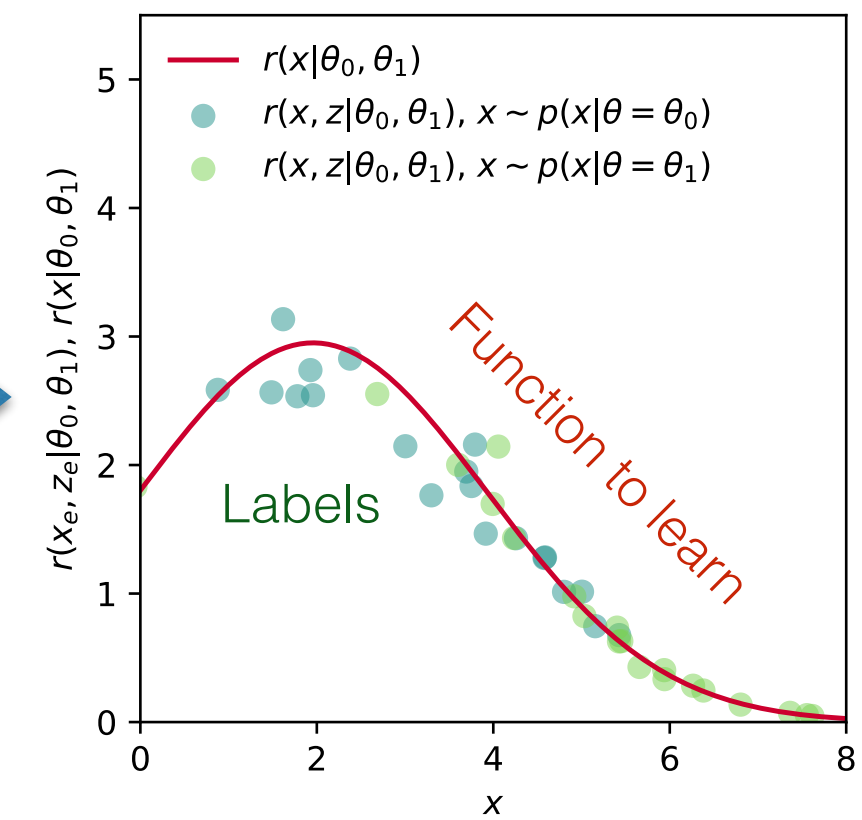 r(x|θ₀, θ₁)
r(x, z|θ₀, θ₁), x ~ p(x|θ = θ₀)
r(x, z|θ₀, θ₁), x ~ p(x|θ = θ₁)
r(xₑ, zₑ|θ₀, θ₁), r(x|θ₀, θ₁)
5
4
3
2
1
0
Function to learn
Labels
0 2 4 6 8
x